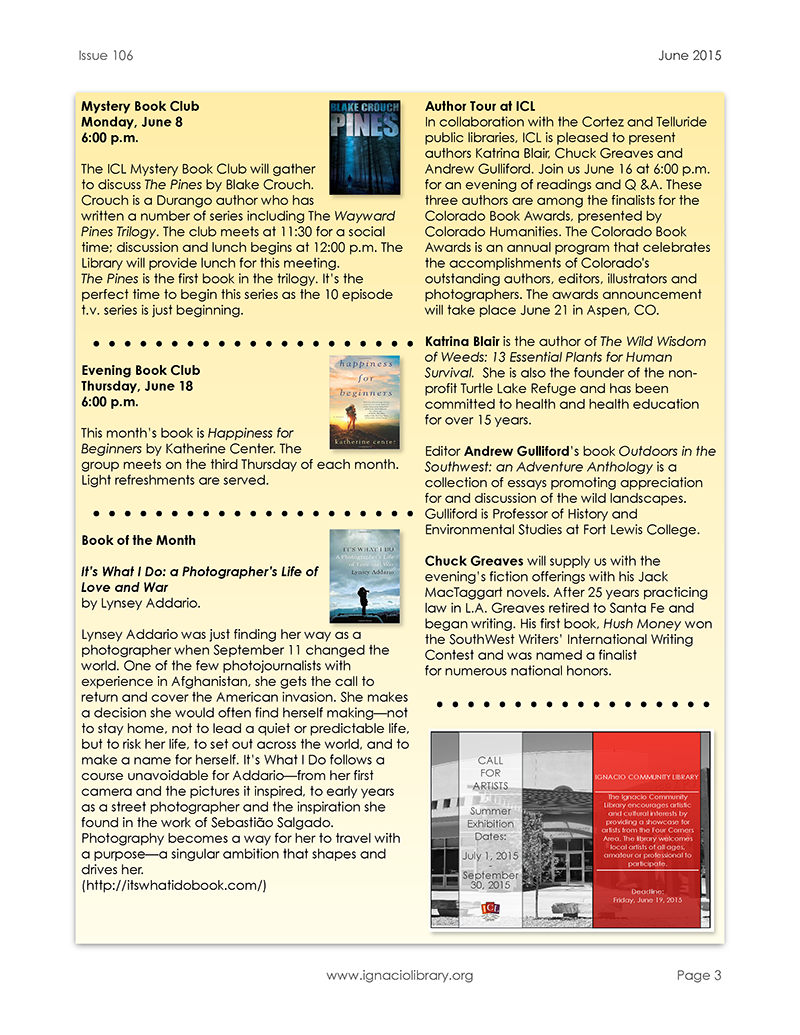 Issue 106
June 2015
Mystery Book Club
Monday, June 8
6:00 p.m.
BLAKE CROUCH
PINES
The ICL Mystery Book Club will gather
to discuss The Pines by Blake Crouch.
Crouch is a Durango author who has
written a number of series including The Wayward
Pines Trilogy. The club meets at 11:30 for a social
time; discussion and lunch begins at 12:00 p.m. The
Library will provide lunch for this meeting.
The Pines is the first book in the trilogy. It's the
perfect time to begin this series as the 10 episode
t.v. series is just beginning.
Evening Book Club
Thursday, June 18
6:00 p.m.
happiness
for
beginners
katherine center
This month's book is Happiness for
Beginners by Katherine Center. The
group meets on the third Thursday of each month.
Light refreshments are served.
Book of the Month
It's What I Do: a Photographer's Life of
Love and War
by Lynsey Addario.
IT'S WHAT I DO
A Photographer's Life
of Love and War
Lynsey Addario
Lynsey Addario was just finding her way as a
photographer when September 11 changed the
world. One of the few photojournalists with
experience in Afghanistan, she gets the call to
return and cover the American invasion. She makes
a decision she would often find herself making—not
to stay home, not to lead a quiet or predictable life,
but to risk her life, to set out across the world, and to
make a name for herself. It's What I Do follows a
course unavoidable for Addario—from her first
camera and the pictures it inspired, to early years
as a street photographer and the inspiration she
found in the work of Sebastião Salgado.
Photography becomes a way for her to travel with
a purpose—a singular ambition that shapes and
drives her.
(http://itswhatidobook.com/)
Author Tour at ICL
In collaboration with the Cortez and Telluride
public libraries, ICL is pleased to present
authors Katrina Blair, Chuck Greaves and
Andrew Gulliford. Join us June 16 at 6:00 p.m.
for an evening of readings and Q &A. These
three authors are among the finalists for the
Colorado Book Awards, presented by
Colorado Humanities. The Colorado Book
Awards is an annual program that celebrates
the accomplishments of Colorado's
outstanding authors, editors, illustrators and
photographers. The awards announcement
will take place June 21 in Aspen, CO.
Katrina Blair is the author of The Wild Wisdom
of Weeds: 13 Essential Plants for Human
Survival. She is also the founder of the non-
profit Turtle Lake Refuge and has been
committed to health and health education
for over 15 years.
Editor Andrew Gulliford's book Outdoors in the
Southwest: an Adventure Anthology is a
collection of essays promoting appreciation
for and discussion of the wild landscapes.
Gulliford is Professor of History and
Environmental Studies at Fort Lewis College.
Chuck Greaves will supply us with the
evening's fiction offerings with his Jack
MacTaggart novels. After 25 years practicing
law in L.A. Greaves retired to Santa Fe and
began writing. His first book, Hush Money won
the SouthWest Writers' International Writing
Contest and was named a finalist
for numerous national honors.
CALL
FOR
ARTISTS
Summer
Exhibition
Dates:
July 1, 2015
September
30, 2015
ICL
IGNACIO COMMUNITY LIBRARY
The Ignacio Community
Library encourages artistic
and cultural interests by
providing a showcase for
artists from the Four Corners
Area. The library welcomes
local artists of all ages,
amateur or professional to
participate.
Deadline:
Friday, June 19, 2015
www.ignaciolibrary.org
Page 3